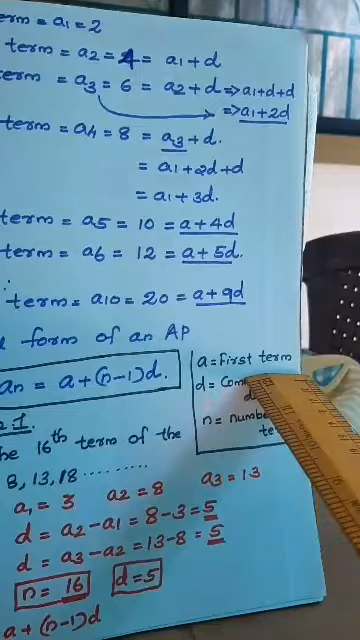 term = a1 = 2
term = a2 = 4 = a1 + d
term = a3 = 6 = a2 + d => a1+d+d
=> a1+2d
term = a4 = 8 = a3 + d.
= a1 + 2d + d
= a1 + 3d.
term = a5 = 10 = a + 4d
term = a6 = 12 = a + 5d.
term = a10 = 20 = a + 9d
form of an AP
an = a + (n-1)d.
a = First term
d = Com
n = number
te
1.
the 16th term of the
8, 13, 18 .........
a1 = 3 a2 = 8 a3 = 13
d = a2 - a1 = 8 - 3 = 5
d = a3 - a2 = 13 - 8 = 5
n = 16 d = 5
a + (n-1)d